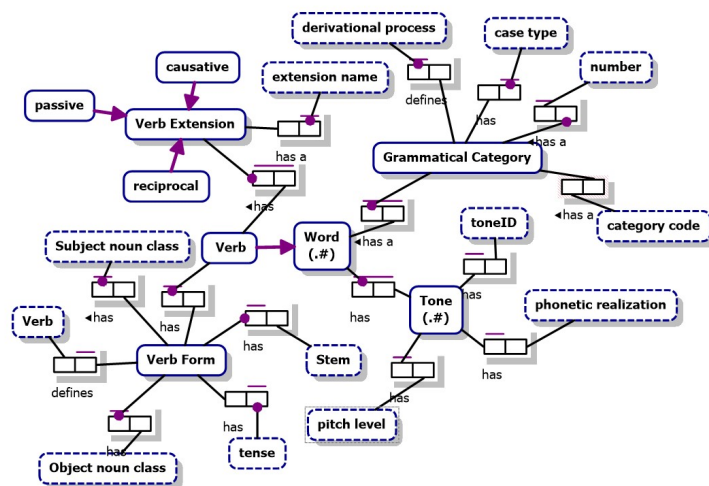 derivational process
case type
causative
extension name
number
passive
Verb Extension
defines
has
has a
has a
Grammatical Category
reciprocal
has
toneID
has a
category code
Subject noun class
Verb
Word
(.#)
has a
has
phonetic realization
has
Tone
(.#)
has
Verb
has
Verb Form
has
Stem
has
defines
has
pitch level
has
has
tense
Object noun class